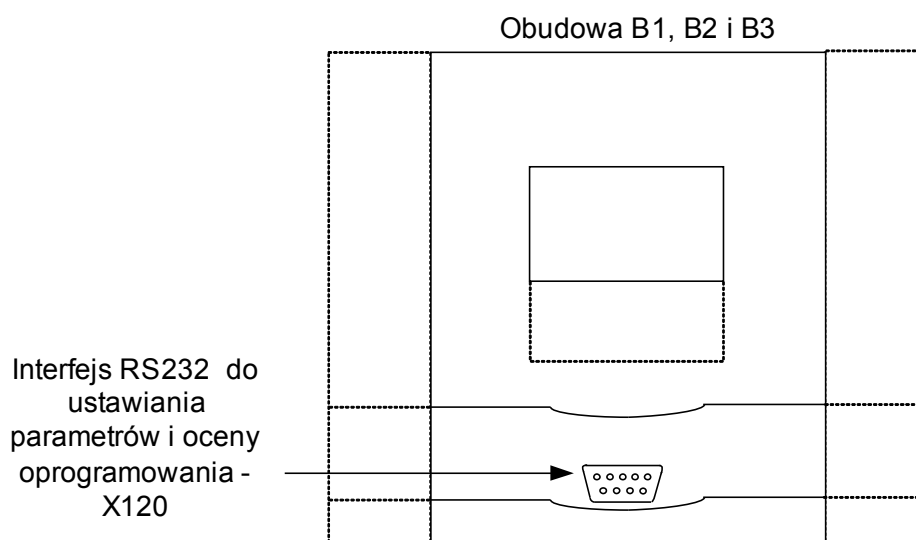 Obudowa B1, B2 i B3
Interfejs RS232 do
ustawiania
parametrów i oceny
oprogramowania -
X120